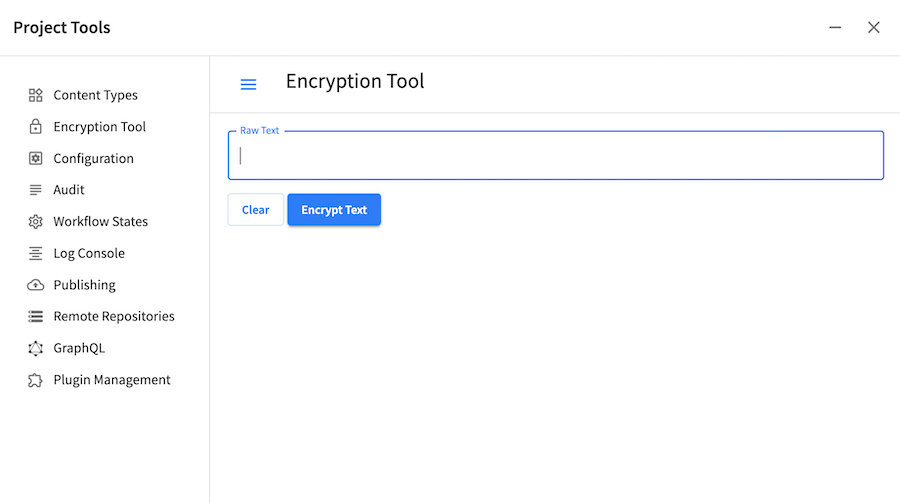 Project Tools
Content Types
Encryption Tool
Configuration
Audit
Workflow States
Log Console
Publishing
Remote Repositories
GraphQL
Plugin Management
Encryption Tool
Raw Text
Clear
Encrypt Text